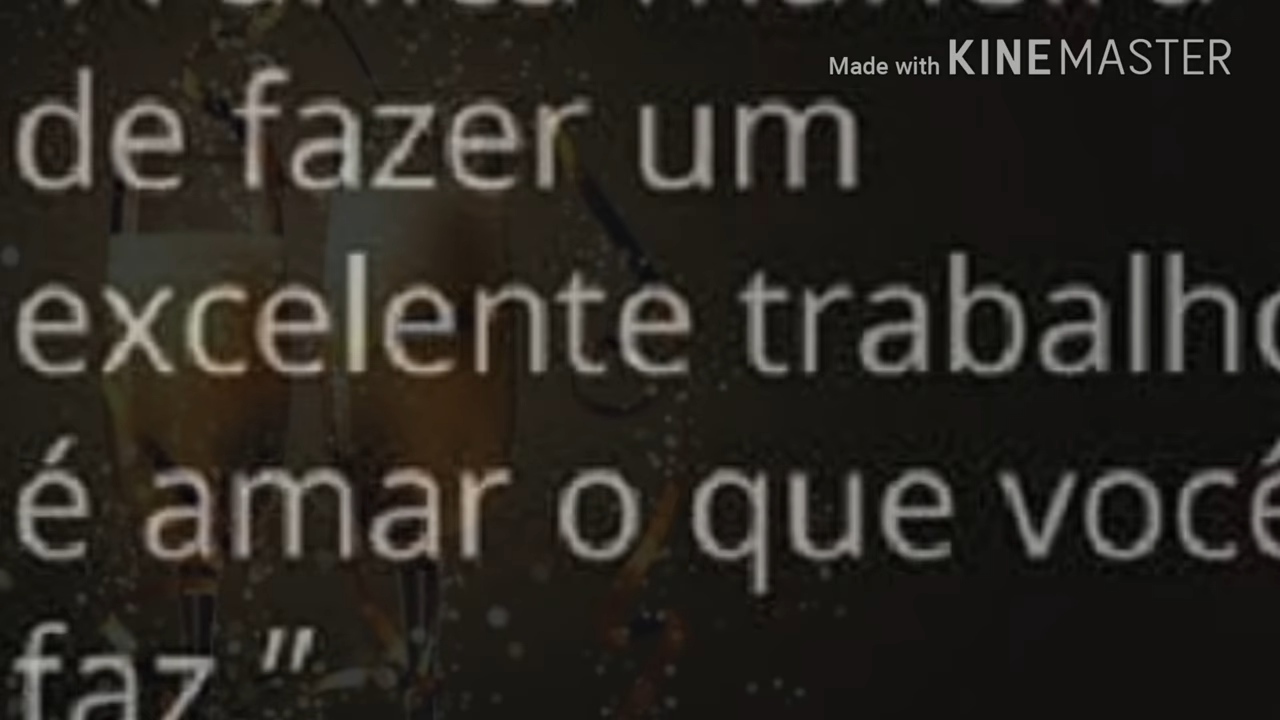 Made with KINEMASTER
de fazer um
excelente trabalho
é amar o que você
faz."